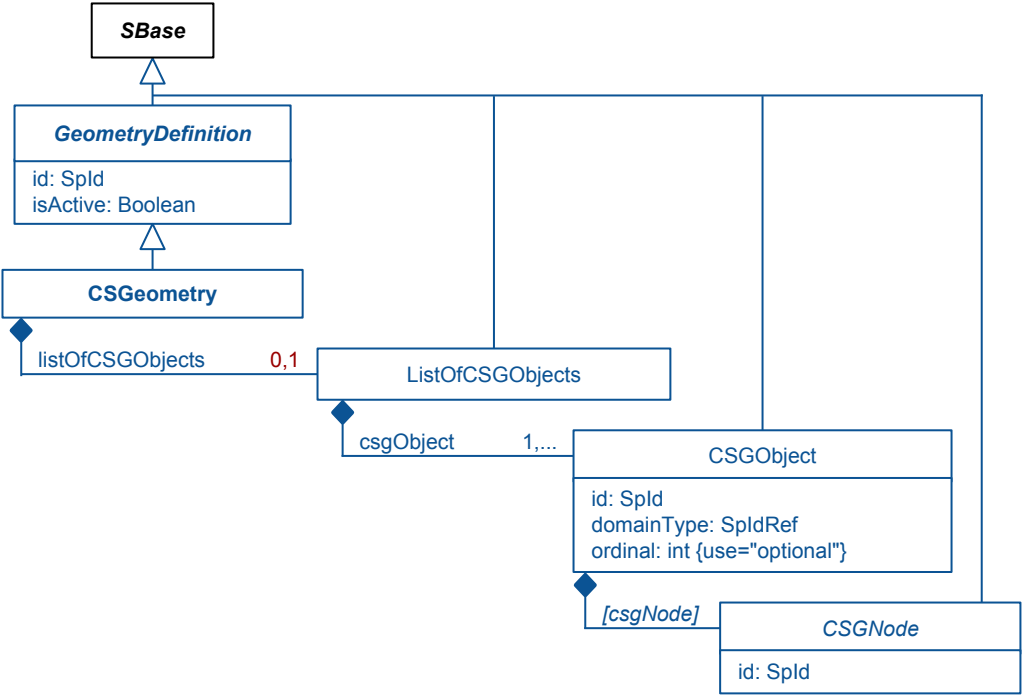 SBase
GeometryDefinition
id: SpId
isActive: Boolean
CSGeometry
listOfCSGObjects 0,1
ListOfCSGObjects
csgObject 1,...
CSGObject
id: SpId
domainType: SpIdRef
ordinal: int {use="optional"}
[csgNode]
CSGNode
id: SpId